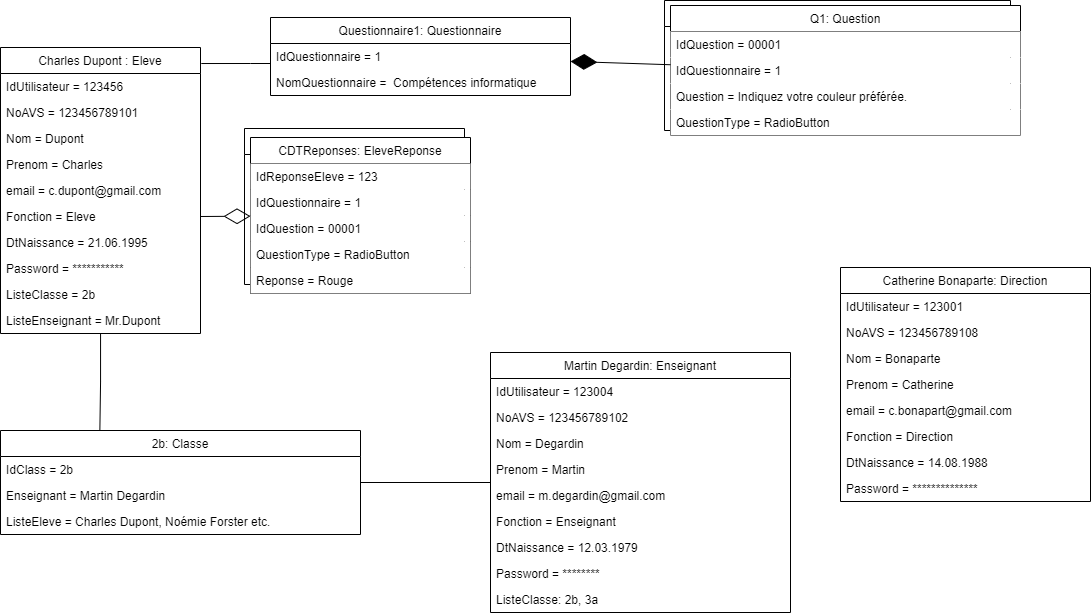 Charles Dupont : Eleve
IdUtilisateur = 123456
NoAVS = 123456789101
Nom = Dupont
Prenom = Charles
email = c.dupont@gmail.com
Fonction = Eleve
DtNaissance = 21.06.1995
Password = ***********
ListeClasse = 2b
ListeEnseignant = Mr.Dupont
Questionnaire1: Questionnaire
IdQuestionnaire = 1
NomQuestionnaire =  Compétences informatique
Q1: Question
IdQuestion = 00001
IdQuestionnaire = 1
Question = Indiquez votre couleur préférée.
QuestionType = RadioButton
CDTReponses: EleveReponse
IdReponseEleve = 123
IdQuestionnaire = 1
IdQuestion = 00001
QuestionType = RadioButton
Reponse = Rouge
2b: Classe
IdClass = 2b
Enseignant = Martin Degardin
ListeEleve = Charles Dupont, Noémie Forster etc.
Martin Degardin: Enseignant
IdUtilisateur = 123004
NoAVS = 123456789102
Nom = Degardin
Prenom = Martin
email = m.degardin@gmail.com
Fonction = Enseignant
DtNaissance = 12.03.1979
Password = ********
ListeClasse: 2b, 3a
Catherine Bonaparte: Direction
IdUtilisateur = 123001
NoAVS = 123456789108
Nom = Bonaparte
Prenom = Catherine
email = c.bonapart@gmail.com
Fonction = Direction
DtNaissance = 14.08.1988
Password = **************